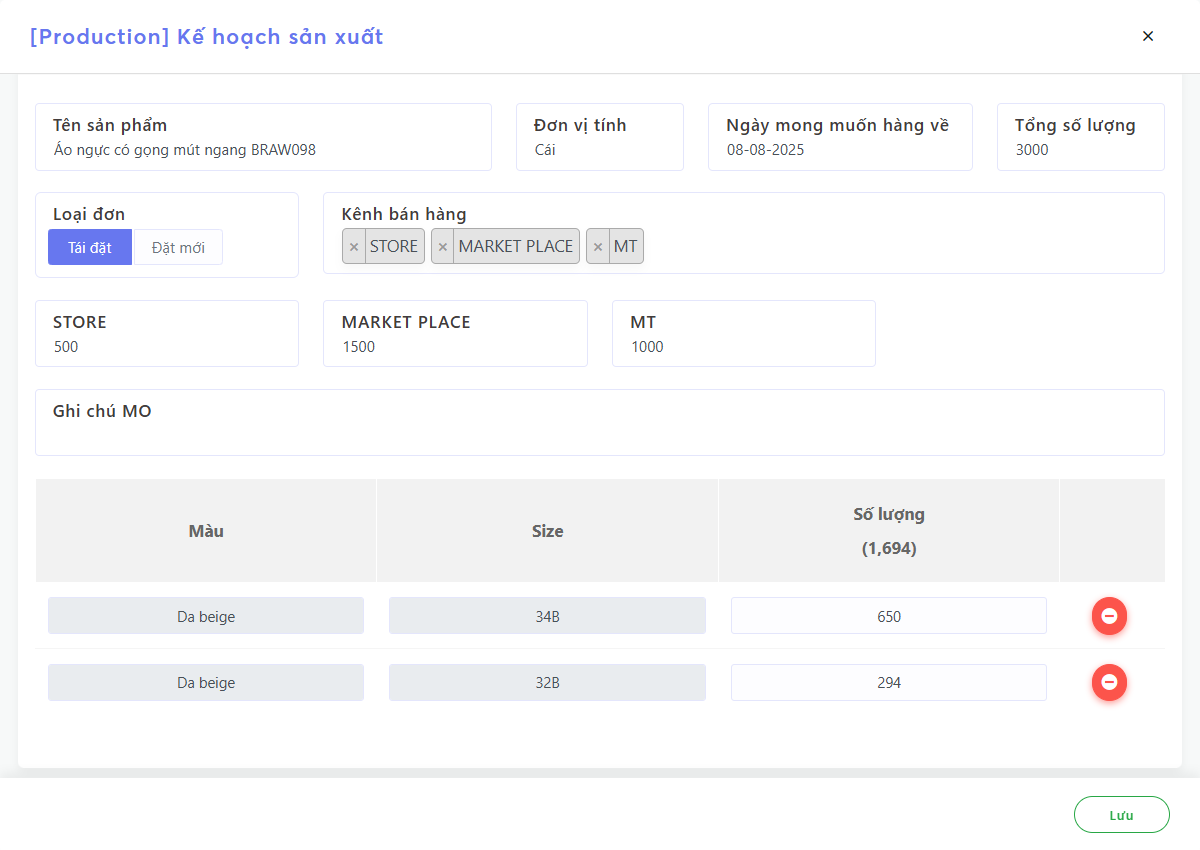 [Production] Kế hoạch sản xuất
×
Tên sản phẩm
Áo ngực có gọng mút ngang BRAW098
Đơn vị tính
Cái
Ngày mong muốn hàng về
08-08-2025
Tổng số lượng
3000
Loại đơn
Tái đặt
Đặt mới
Kênh bán hàng
× STORE
× MARKET PLACE
× MT
STORE
500
MARKET PLACE
1500
MT
1000
Ghi chú MO
Màu
Size
Số lượng
(1,694)
Da beige
34B
650
Da beige
32B
294
Lưu